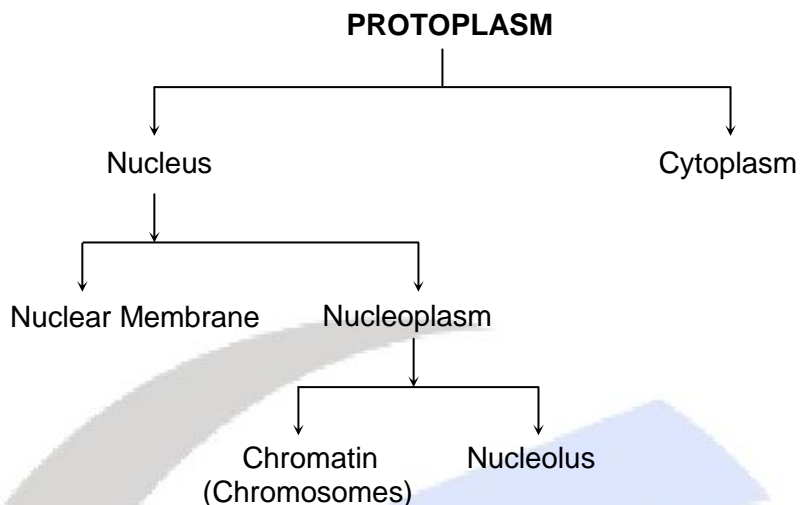 PROTOPLASM
Nucleus
Cytoplasm
Nuclear Membrane
Nucleoplasm
Chromatin
(Chromosomes)
Nucleolus